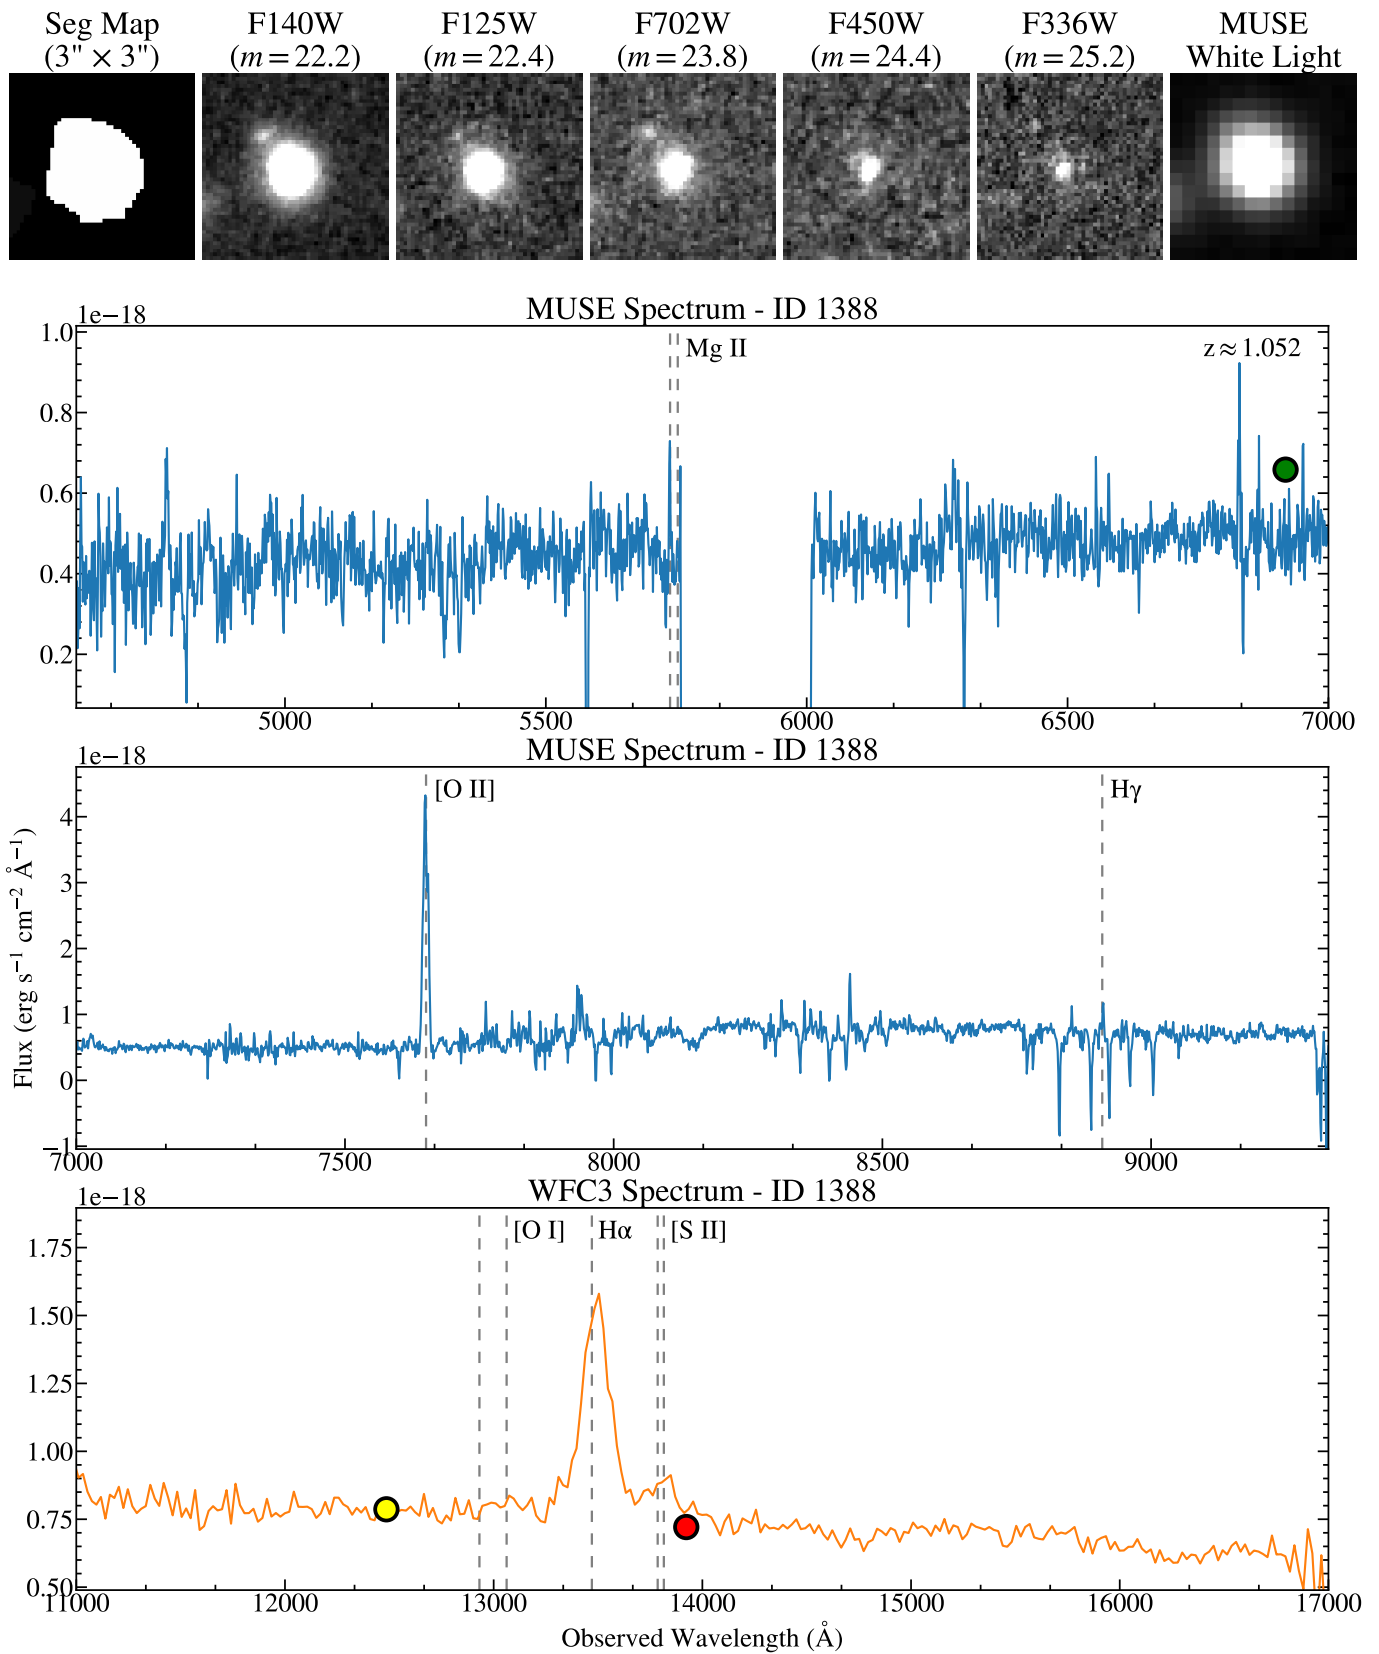 Seg Map F140W F125W F702W F450W F336W MUSE
(3" × 3") (m=22.2) (m=22.4) (m=23.8) (m=24.4) (m=25.2) White Light
1e−18 MUSE Spectrum - ID 1388
Mg II z≈1.052
1.0
0.8
0.6
0.4
0.2
5000 5500 6000 6500 7000
1e−18 MUSE Spectrum - ID 1388
[O II] Hγ
4
3
2
1
0
−1
7000 7500 8000 8500 9000
Flux (erg s−1 cm−2 Å−1)
1e−18 WFC3 Spectrum - ID 1388
[O I] Hα [S II]
1.75
1.50
1.25
1.00
0.75
0.50
11000 12000 13000 14000 15000 16000 17000
Observed Wavelength (Å)